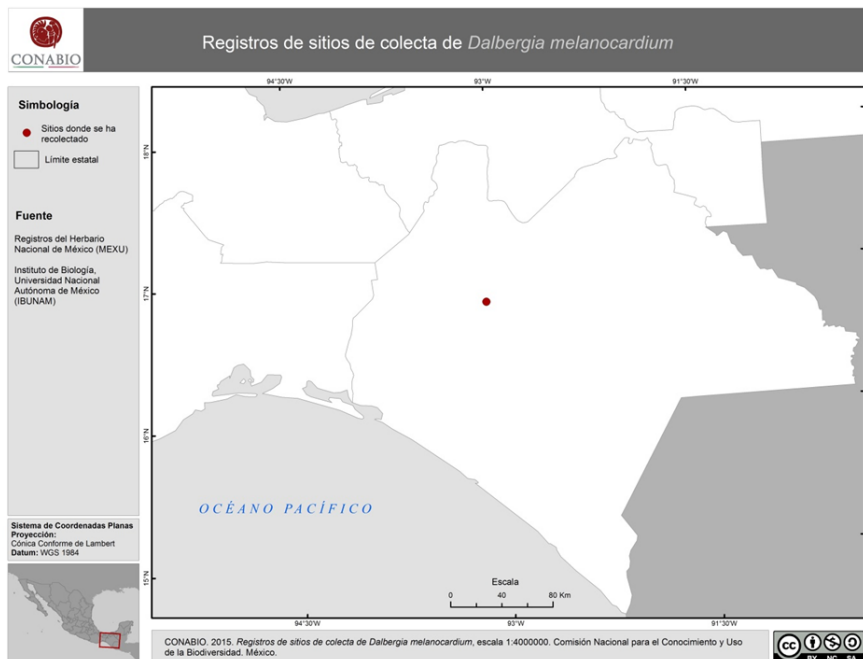 CONABIO
Registros de sitios de colecta de Dalbergia melanocardium
Simbología
Sitios donde se ha
recolectado
Límite estatal
Fuente
Registros del Herbario
Nacional de México (MEXU)
Instituto de Biología,
Universidad Nacional
Autónoma de México
(IBUNAM)
Sistema de Coordenadas Planas
Proyección:
Cónica Conforme de Lambert
Datum: WGS 1984
94°30'W
93°W
91°30'W
18°N
17°N
16°N
15°N
OCÉANO PACÍFICO
Escala
0 40 80 Km
94°30'W
93°W
91°30'W
CONABIO. 2015. Registros de sitios de colecta de Dalbergia melanocardium, escala 1:4000000. Comisión Nacional para el Conocimiento y Uso
de la Biodiversidad. México.
cc
BY NC SA